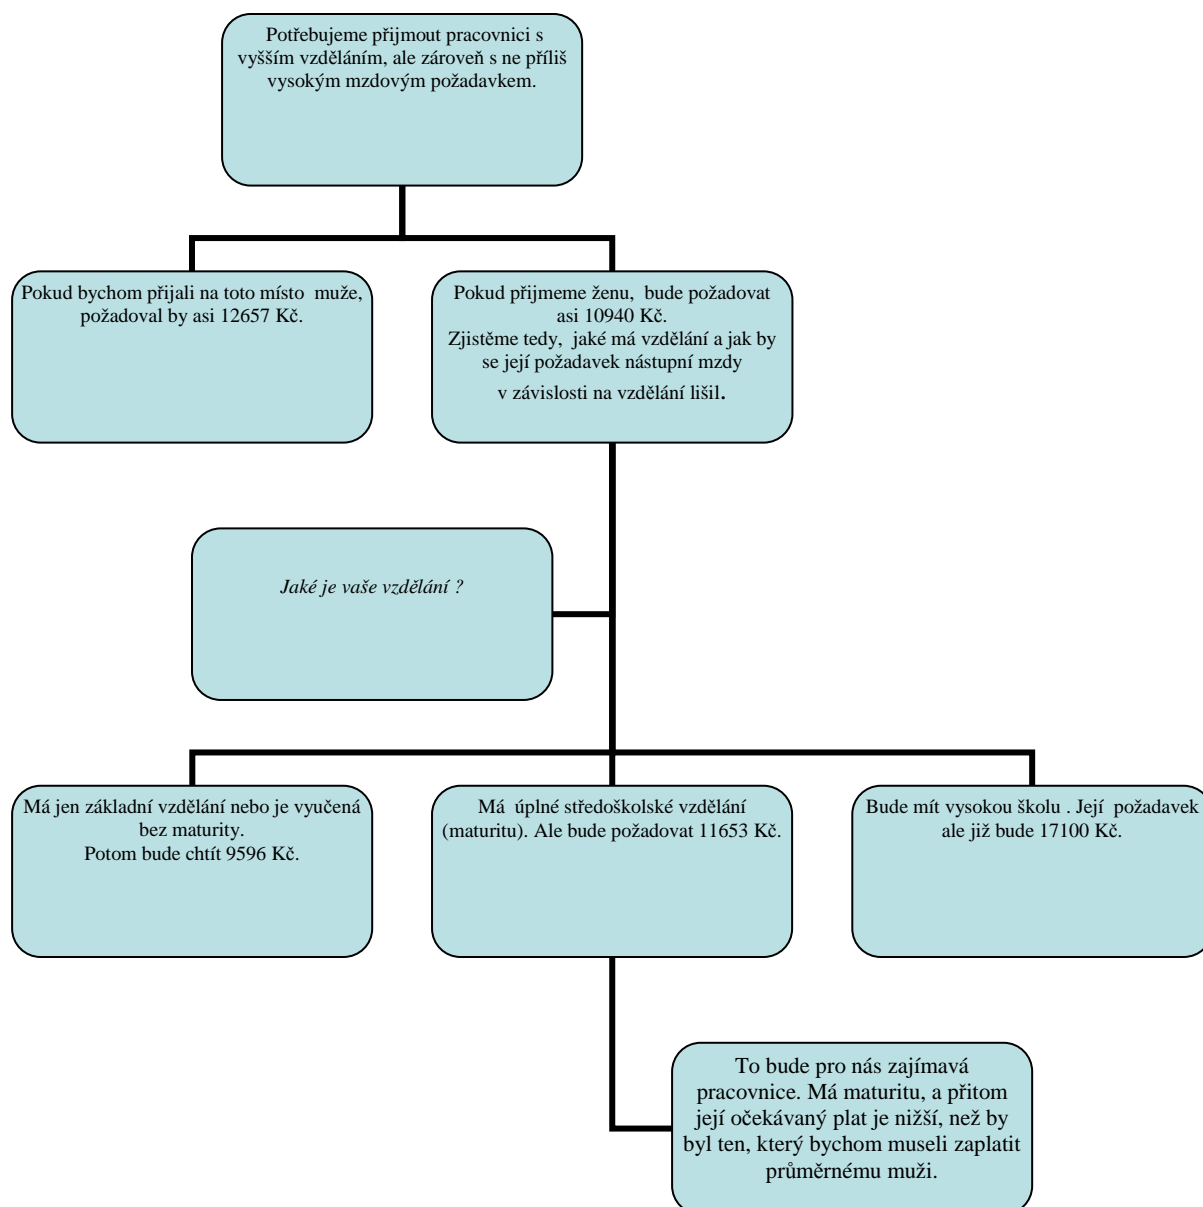 Potřebujeme přijmout pracovnici s
vyšším vzděláním, ale zároveň s ne příliš
vysokým mzdovým požadavkem.
Pokud bychom přijali na toto místo muže,
požadoval by asi 12657 Kč.
Pokud přijmeme ženu, bude požadovat
asi 10940 Kč.
Zjistěme tedy, jaké má vzdělání a jak by
se její požadavek nástupní mzdy
v závislosti na vzdělání lišil.
Jaké je vaše vzdělání ?
Má jen základní vzdělání nebo je vyučená
bez maturity.
Potom bude chtít 9596 Kč.
Má úplné středoškolské vzdělání
(maturitu). Ale bude požadovat 11653 Kč.
Bude mít vysokou školu . Její požadavek
ale již bude 17100 Kč.
To bude pro nás zajímavá
pracovnice. Má maturitu, a přitom
její očekávaný plat je nižší, než by
byl ten, který bychom museli zaplatit
průměrnému muži.